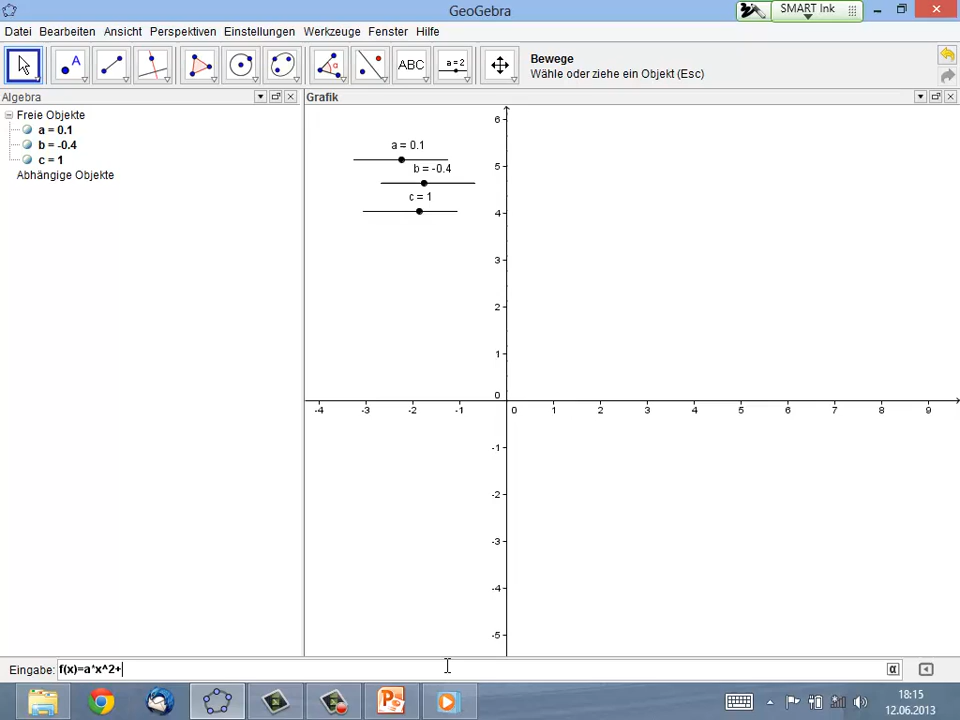 GeoGebra
SMART Ink
Datei Bearbeiten Ansicht Perspektiven Einstellungen Werkzeuge Fenster Hilfe
A
α
ABC
a = 2
Bewege
Wähle oder ziehe ein Objekt (Esc)
Algebra
Grafik
Freie Objekte
a = 0.1
b = -0.4
c = 1
Abhängige Objekte
a = 0.1
b = -0.4
c = 1
6
5
4
3
2
1
0
-4 -3 -2 -1 0 1 2 3 4 5 6 7 8 9
-1
-2
-3
-4
-5
Eingabe: f(x)=a*x^2+
α
18:15
12.06.2013